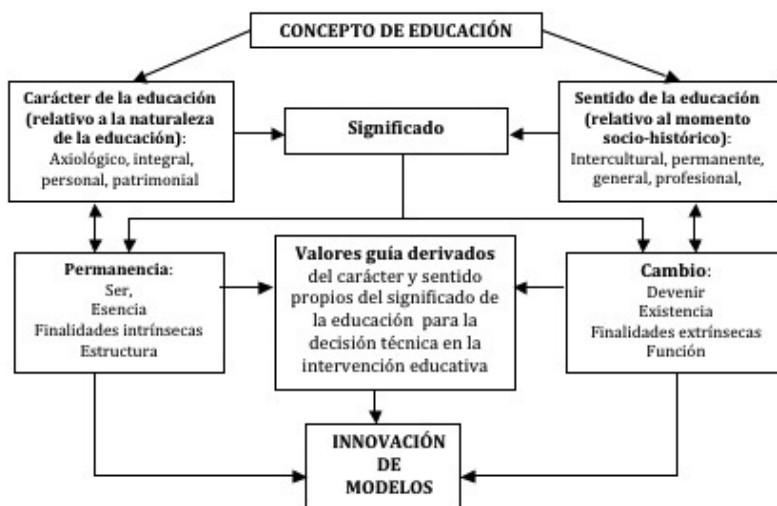 CONCEPTO DE EDUCACIÓN
Carácter de la educación
(relativo a la naturaleza
de la educación):
Axiológico, integral,
personal, patrimonial
Significado
Sentido de la educación
(relativo al momento
socio-histórico):
Intercultural, permanente,
general, profesional,
Permanencia:
Ser,
Esencia
Finalidades intrínsecas
Estructura
Valores guía derivados
del carácter y sentido
propios del significado de
la educación para la
decisión técnica en la
intervención educativa
Cambio:
Devenir
Existencia
Finalidades extrínsecas
Función
INNOVACIÓN
DE
MODELOS